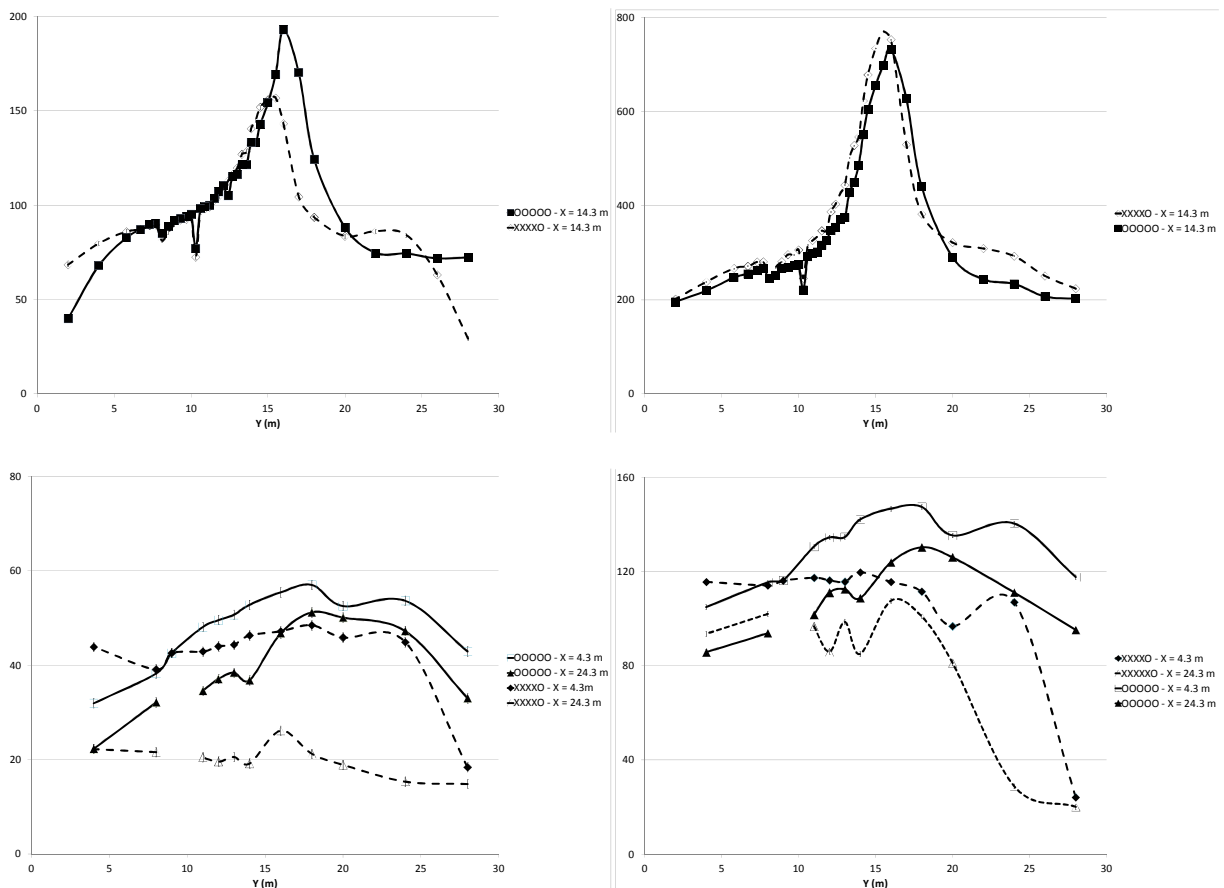 200
150
100
50
0
0 5 10 15 20 25 30
Y (m)
OOOOO - X = 14.3 m
XXXXO - X = 14.3 m
800
600
400
200
0
0 5 10 15 20 25 30
Y (m)
XXXXO - X = 14.3 m
OOOOO - X = 14.3 m
80
60
40
20
0
0 5 10 15 20 25 30
Y (m)
OOOOO - X = 4.3 m
OOOOO - X = 24.3 m
XXXXO - X = 4.3m
XXXXO - X = 24.3 m
160
120
80
40
0
0 5 10 15 20 25 30
Y (m)
XXXXO - X = 4.3 m
XXXXXO - X = 24.3 m
OOOOO - X = 4.3 m
OOOOO - X = 24.3 m